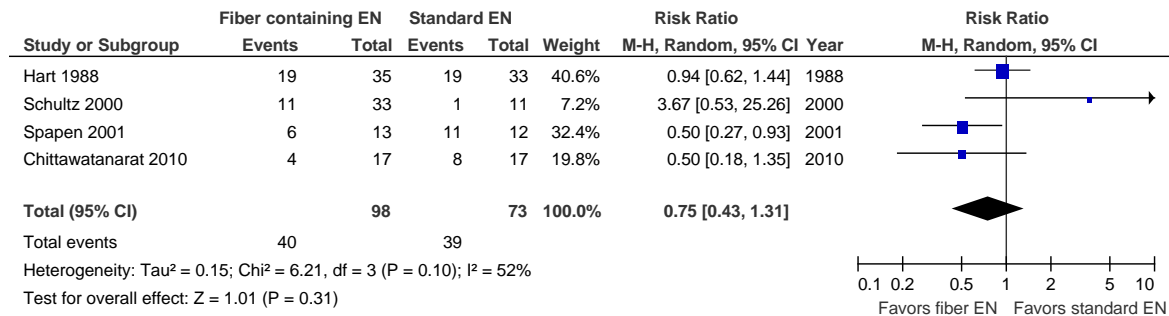 Fiber containing EN Standard EN Risk Ratio Risk Ratio
Study or Subgroup Events Total Events Total Weight M-H, Random, 95% CI Year M-H, Random, 95% CI
Hart 1988 19 35 19 33 40.6% 0.94 [0.62, 1.44] 1988
Schultz 2000 11 33 1 11 7.2% 3.67 [0.53, 25.26] 2000
Spapen 2001 6 13 11 12 32.4% 0.50 [0.27, 0.93] 2001
Chittawatanarat 2010 4 17 8 17 19.8% 0.50 [0.18, 1.35] 2010
Total (95% CI) 98 73 100.0% 0.75 [0.43, 1.31]
Total events 40 39
Heterogeneity: Tau² = 0.15; Chi² = 6.21, df = 3 (P = 0.10); I² = 52%
Test for overall effect: Z = 1.01 (P = 0.31)
0.1 0.2 0.5 1 2 5 10
Favors fiber EN Favors standard EN